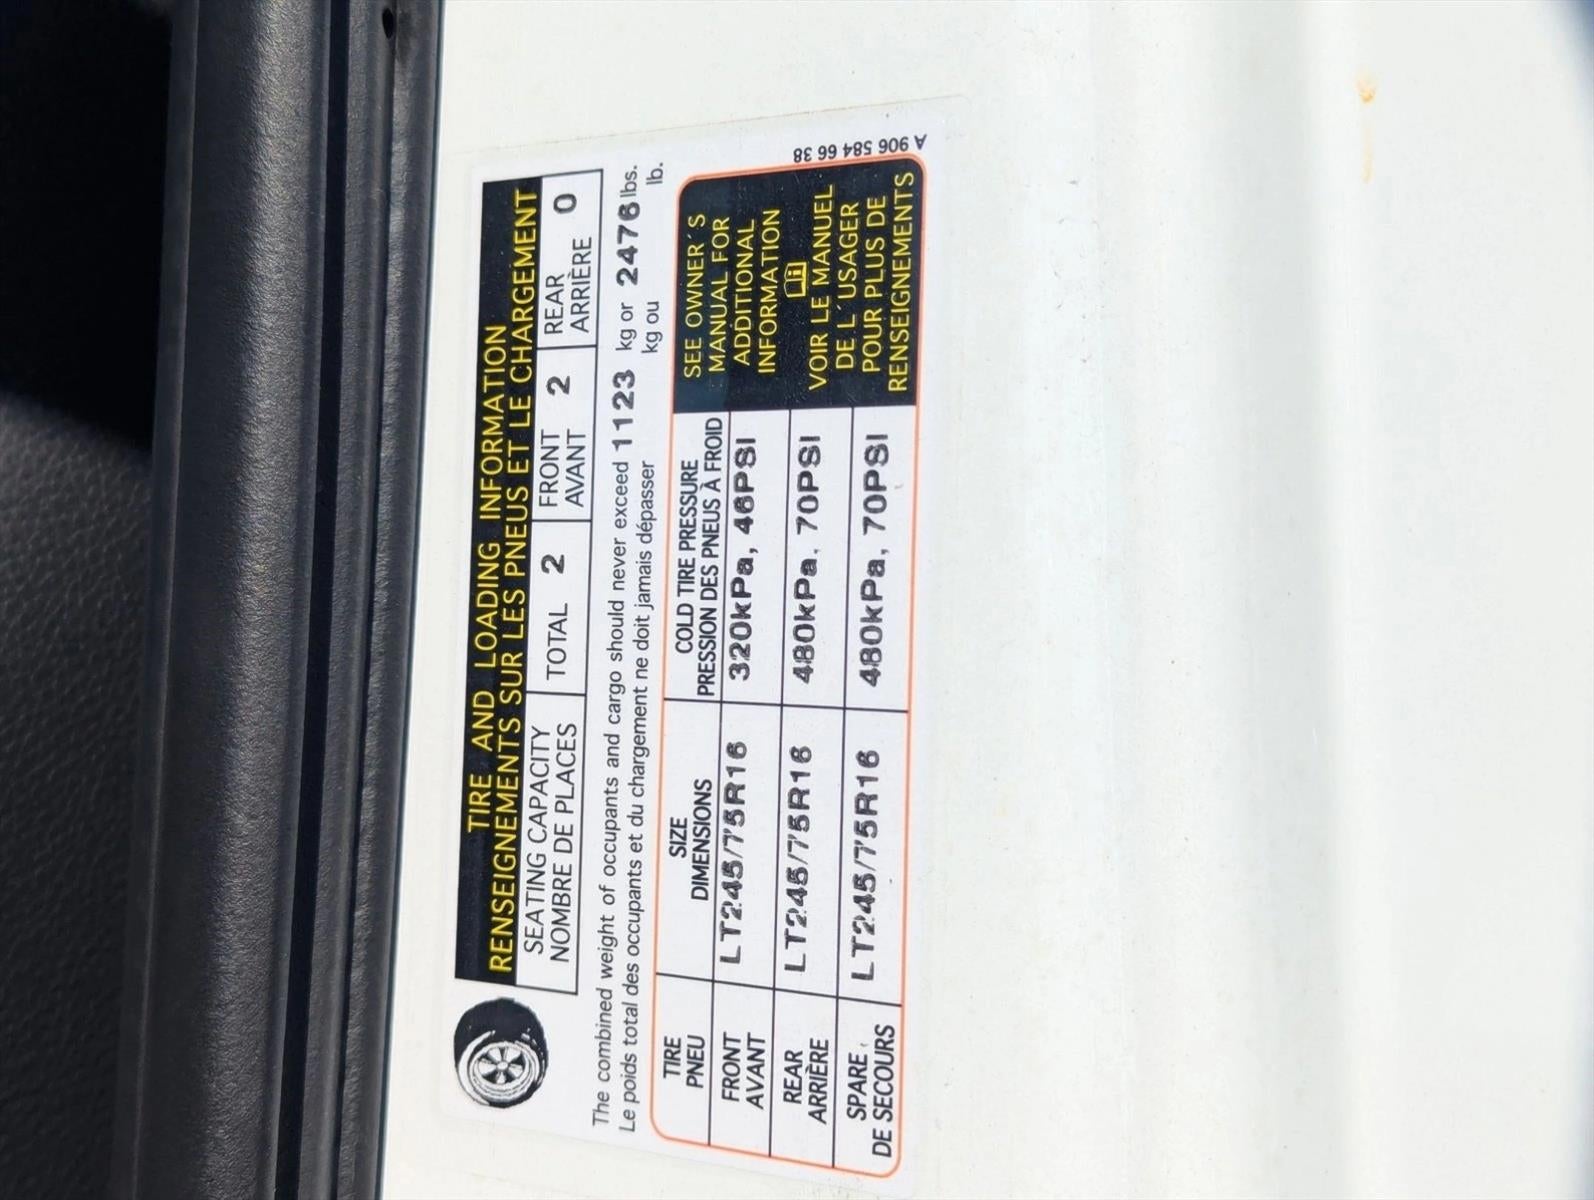 TIRE AND LOADING INFORMATION
RENSEIGNEMENTS SUR LES PNEUS ET LE CHARGEMENT
SEATING CAPACITY
NOMBRE DE PLACES
TOTAL 2
FRONT
AVANT 2
REAR
ARRIÈRE 0
The combined weight of occupants and cargo should never exceed 1123 kg or 2476 lbs.
Le poids total des occupants et du chargement ne doit jamais dépasser kg ou lb.
TIRE
PNEU
SIZE
DIMENSIONS
COLD TIRE PRESSURE
PRESSION DES PNEUS À FROID
FRONT
AVANT
LT245/75R16
320kPa, 46PSI
REAR
ARRIÈRE
LT245/75R16
480kPa, 70PSI
SPARE
DE SECOURS
LT245/75R16
480kPa, 70PSI
SEE OWNER´S
MANUAL FOR
ADDITIONAL
INFORMATION
VOIR LE MANUEL
DE L´USAGER
POUR PLUS DE
RENSEIGNEMENTS
A 906 584 66 38